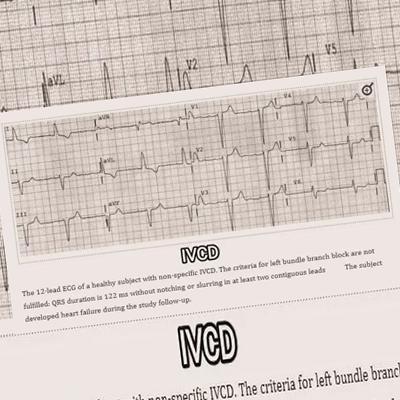 aVL
V2
V5
I
aVR
V1
V4
II
aVL
V2
V5
III
aVF
V3
V6
IVCD
The 12-lead ECG of a healthy subject with non-specific IVCD. The criteria for left bundle branch block are not
fulfilled: QRS duration is 122 ms without notching or slurring in at least two contiguous leads The subject
developed heart failure during the study follow-up.
IVCD
with non-specific IVCD. The criteria for left bundle branch